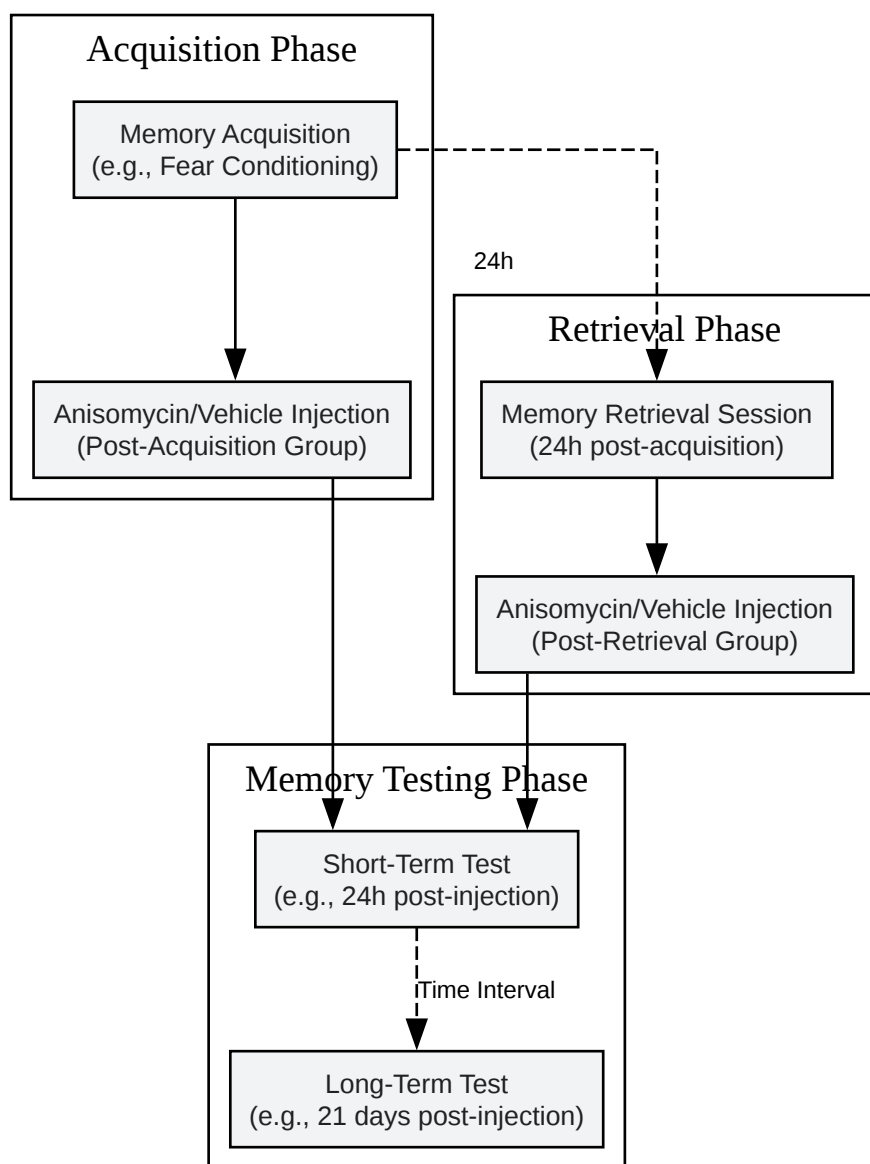 Acquisition Phase
Memory Acquisition
(e.g., Fear Conditioning)
24h
Retrieval Phase
Anisomycin/Vehicle Injection
(Post-Acquisition Group)
Memory Retrieval Session
(24h post-acquisition)
Anisomycin/Vehicle Injection
(Post-Retrieval Group)
Memory Testing Phase
Short-Term Test
(e.g., 24h post-injection)
Time Interval
Long-Term Test
(e.g., 21 days post-injection)